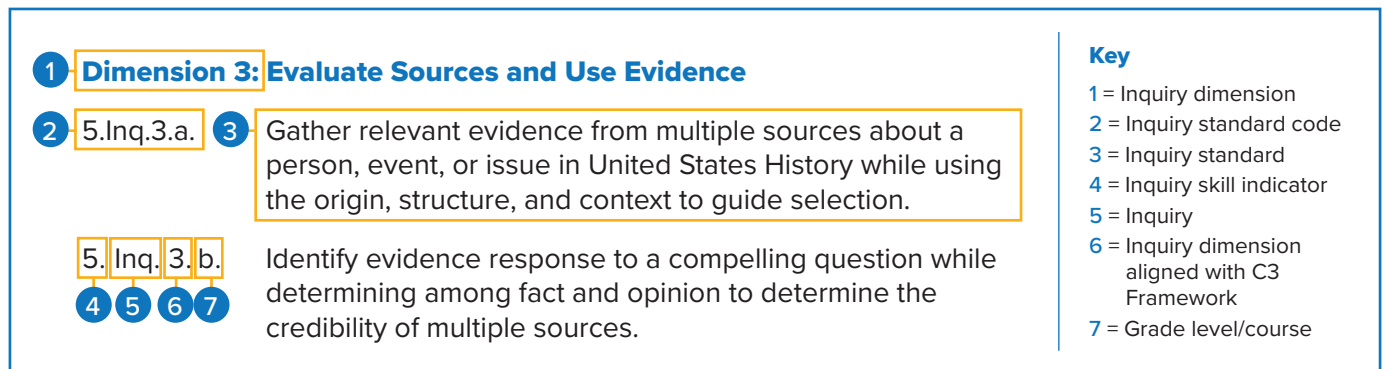 1 Dimension 3: Evaluate Sources and Use Evidence
2 5.Inq.3.a. 3 Gather relevant evidence from multiple sources about a
person, event, or issue in United States History while using
the origin, structure, and context to guide selection.
5. Inq. 3. b. Identify evidence response to a compelling question while
4 5 6 7 determining among fact and opinion to determine the
credibility of multiple sources.
Key
1 = Inquiry dimension
2 = Inquiry standard code
3 = Inquiry standard
4 = Inquiry skill indicator
5 = Inquiry
6 = Inquiry dimension
aligned with C3
Framework
7 = Grade level/course